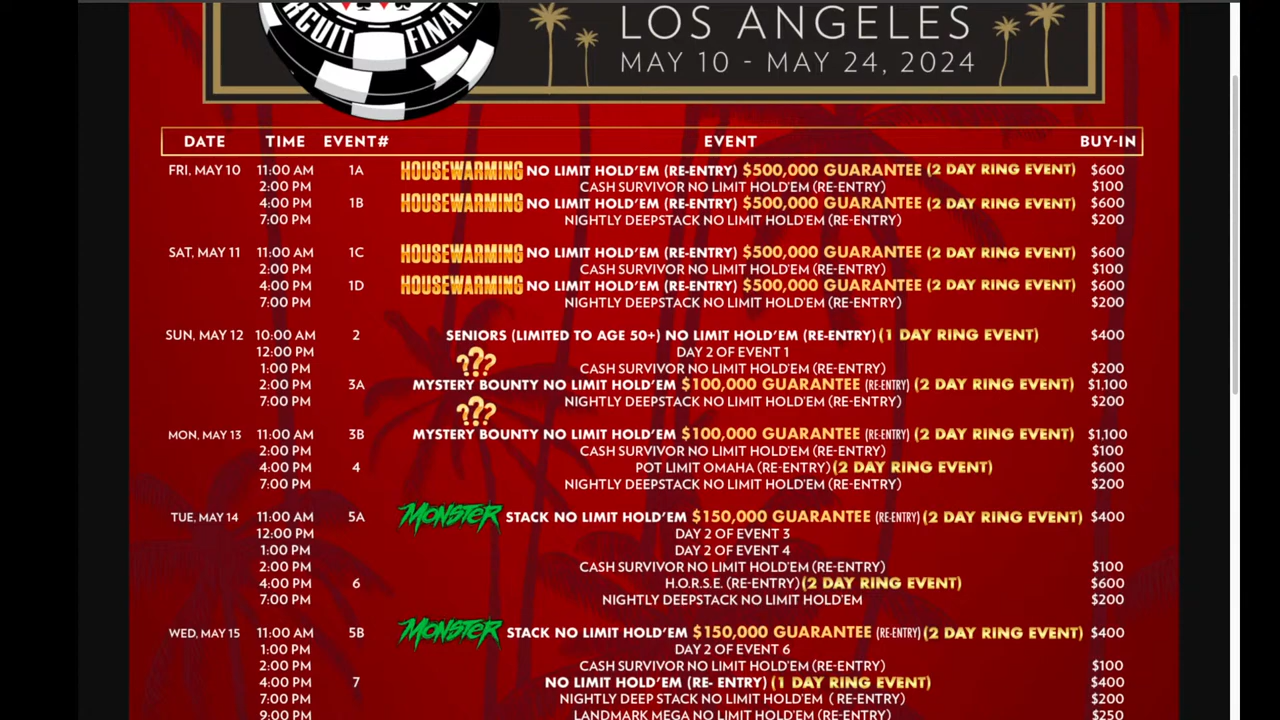 RCUIT FINAL
LOS ANGELES
MAY 10 - MAY 24, 2024
DATE TIME EVENT# EVENT BUY-IN
FRI, MAY 10 11:00 AM 1A HOUSEWARMING NO LIMIT HOLD'EM (RE-ENTRY) $500,000 GUARANTEE (2 DAY RING EVENT) $600
2:00 PM CASH SURVIVOR NO LIMIT HOLD'EM (RE-ENTRY) $100
4:00 PM 1B HOUSEWARMING NO LIMIT HOLD'EM (RE-ENTRY) $500,000 GUARANTEE (2 DAY RING EVENT) $600
7:00 PM NIGHTLY DEEPSTACK NO LIMIT HOLD'EM (RE-ENTRY) $200
SAT, MAY 11 11:00 AM 1C HOUSEWARMING NO LIMIT HOLD'EM (RE-ENTRY) $500,000 GUARANTEE (2 DAY RING EVENT) $600
2:00 PM CASH SURVIVOR NO LIMIT HOLD'EM (RE-ENTRY) $100
4:00 PM 1D HOUSEWARMING NO LIMIT HOLD'EM (RE-ENTRY) $500,000 GUARANTEE (2 DAY RING EVENT) $600
7:00 PM NIGHTLY DEEPSTACK NO LIMIT HOLD'EM (RE-ENTRY) $200
SUN, MAY 12 10:00 AM 2 SENIORS (LIMITED TO AGE 50+) NO LIMIT HOLD'EM (RE-ENTRY) (1 DAY RING EVENT) $400
12:00 PM DAY 2 OF EVENT 1
1:00 PM CASH SURVIVOR NO LIMIT HOLD'EM (RE-ENTRY) $200
???
2:00 PM 3A MYSTERY BOUNTY NO LIMIT HOLD'EM $100,000 GUARANTEE (RE-ENTRY) (2 DAY RING EVENT) $1,100
7:00 PM NIGHTLY DEEPSTACK NO LIMIT HOLD'EM (RE-ENTRY) $200
???
MON, MAY 13 11:00 AM 3B MYSTERY BOUNTY NO LIMIT HOLD'EM $100,000 GUARANTEE (RE-ENTRY) (2 DAY RING EVENT) $1,100
2:00 PM CASH SURVIVOR NO LIMIT HOLD'EM (RE-ENTRY) $100
4:00 PM 4 POT LIMIT OMAHA (RE-ENTRY) (2 DAY RING EVENT) $600
7:00 PM NIGHTLY DEEPSTACK NO LIMIT HOLD'EM (RE-ENTRY) $200
TUE, MAY 14 11:00 AM 5A MONSTER STACK NO LIMIT HOLD'EM $150,000 GUARANTEE (RE-ENTRY) (2 DAY RING EVENT) $400
12:00 PM DAY 2 OF EVENT 3
1:00 PM DAY 2 OF EVENT 4
2:00 PM CASH SURVIVOR NO LIMIT HOLD'EM (RE-ENTRY) $100
4:00 PM 6 H.O.R.S.E. (RE-ENTRY) (2 DAY RING EVENT) $600
7:00 PM NIGHTLY DEEPSTACK NO LIMIT HOLD'EM $200
WED, MAY 15 11:00 AM 5B MONSTER STACK NO LIMIT HOLD'EM $150,000 GUARANTEE (RE-ENTRY) (2 DAY RING EVENT) $400
1:00 PM DAY 2 OF EVENT 6
2:00 PM CASH SURVIVOR NO LIMIT HOLD'EM (RE-ENTRY) $100
4:00 PM 7 NO LIMIT HOLD'EM (RE- ENTRY) (1 DAY RING EVENT) $400
7:00 PM NIGHTLY DEEP STACK NO LIMIT HOLD'EM ( RE-ENTRY) $200
9:00 PM LANDMARK MEGA NO LIMIT HOLD'EM (RE-ENTRY) $250